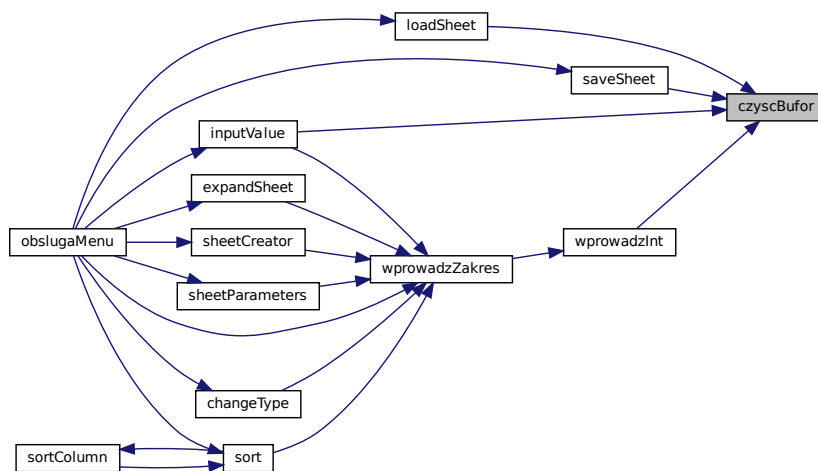 loadSheet
saveSheet
czyscBufor
inputValue
expandSheet
obslugaMenu
sheetCreator
wprowadzInt
wprowadzZakres
sheetParameters
changeType
sortColumn
sort